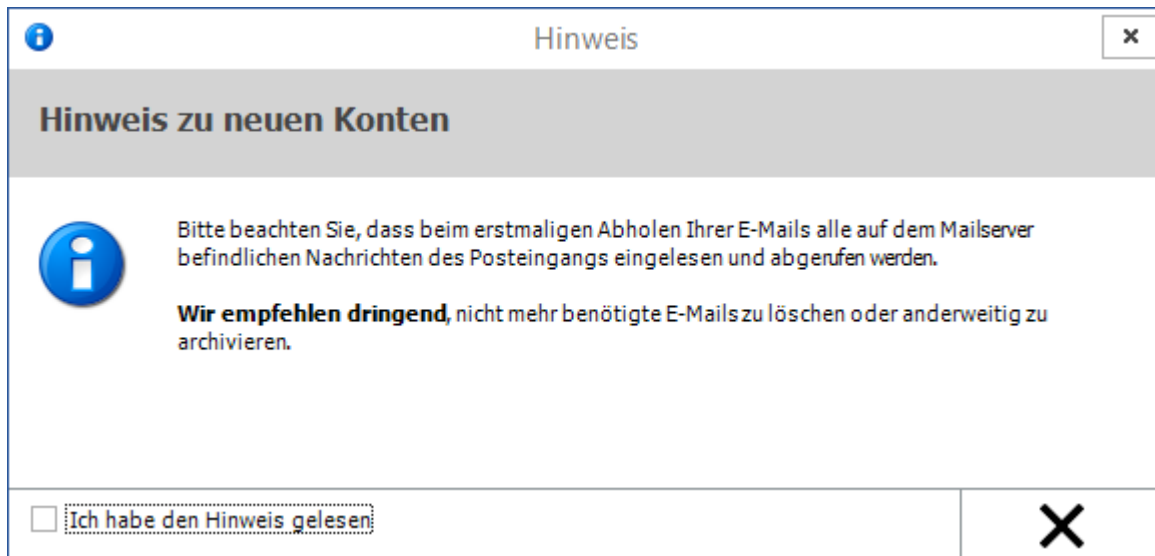 Hinweis
Hinweis zu neuen Konten
Bitte beachten Sie, dass beim erstmaligen Abholen Ihrer E-Mails alle auf dem Mailserver
befindlichen Nachrichten des Posteingangs eingelesen und abgerufen werden.
Wir empfehlen dringend, nicht mehr benötigte E-Mails zu löschen oder anderweitig zu
archivieren.
Ich habe den Hinweis gelesen